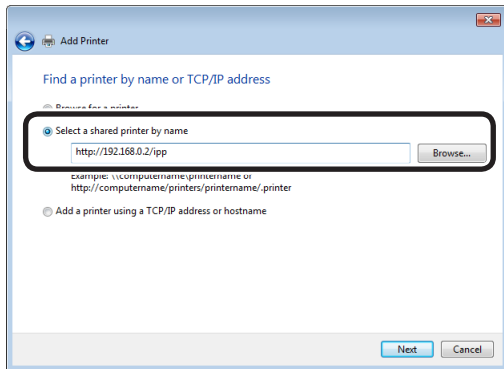 Add Printer
Find a printer by name or TCP/IP address
Browse for a printer
Select a shared printer by name
http://192.168.0.2/ipp
Browse...
Example: \\computername\printername or
http://computername/printers/printername/.printer
Add a printer using a TCP/IP address or hostname
Next
Cancel